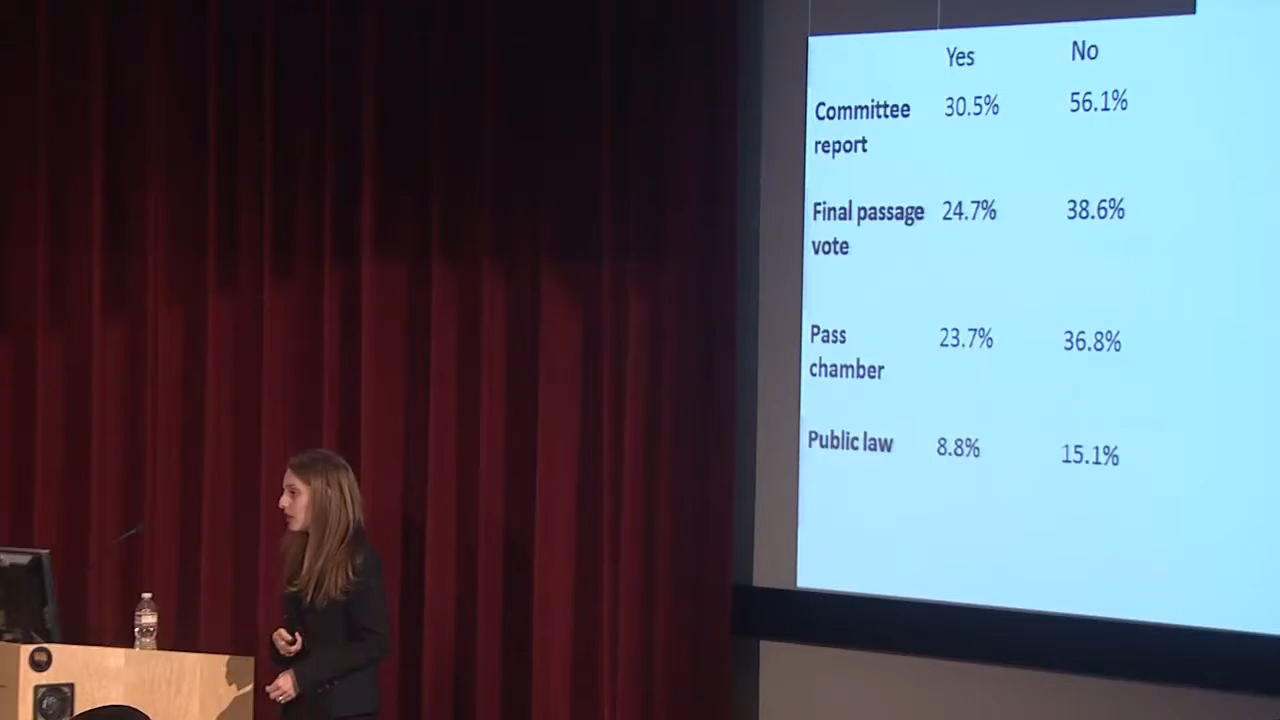 Yes No
Committee 30.5% 56.1%
report
Final passage 24.7% 38.6%
vote
Pass 23.7% 36.8%
chamber
Public law 8.8% 15.1%